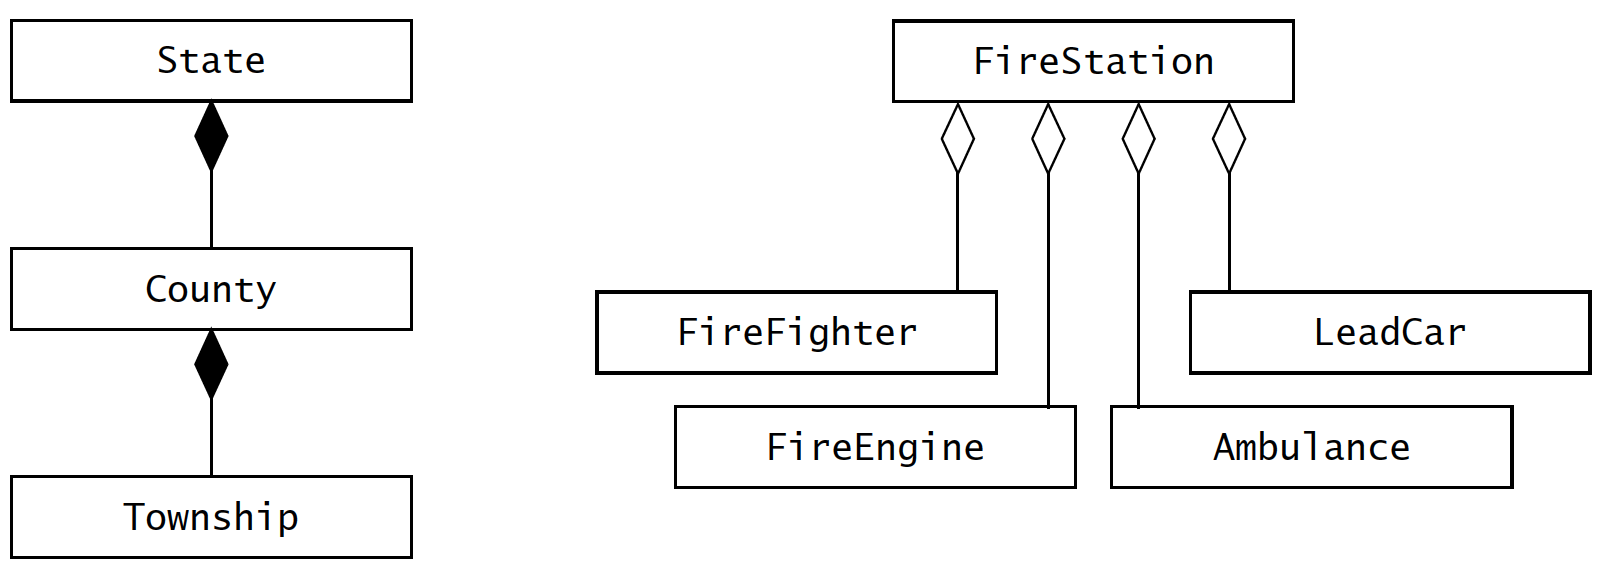 State
County
Township
FireStation
FireFighter
LeadCar
FireEngine
Ambulance